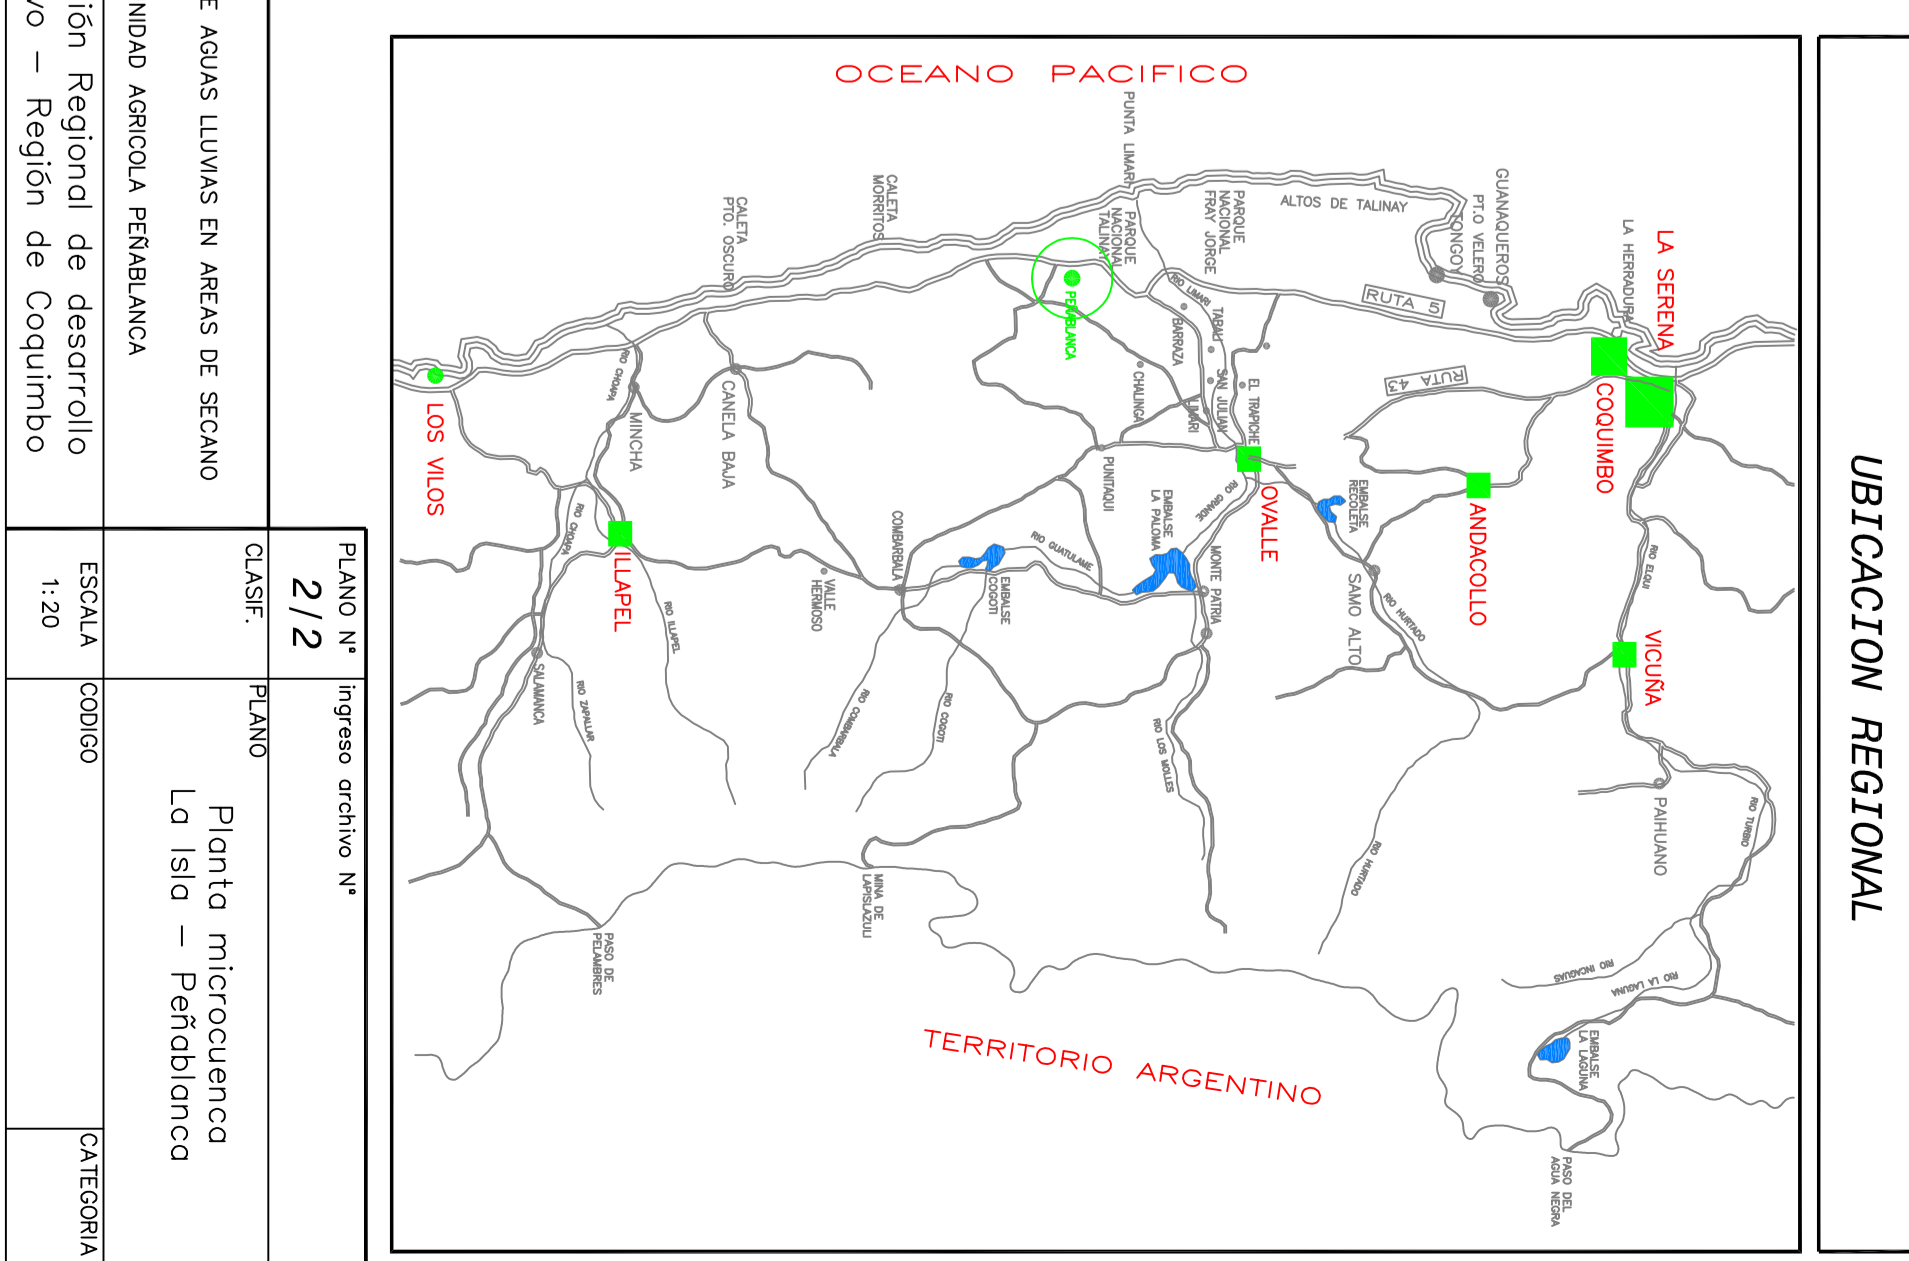 UBICACION REGIONAL
OCEANO PACIFICO
TERRITORIO ARGENTINO
LA SERENA
LA HERRADURA
COQUIMBO
GUANAQUEROS
PT.O VELERO
TONGOY
RUTA 5
RUTA 43
ALTOS DE TALINAY
ANDACOLLO
VICUÑA
RIO ELQUI
PAIHUANO
RIO TURBIO
RIO INCAGUAS
RIO LA LAGUNA
EMBALSE
LA LAGUNA
PASO DEL
AGUA NEGRA
PARQUE
NACIONAL
FRAY JORGE
PUNTA LIMARI
PARQUE
NACIONAL
TALINAY
RIO LIMARI
TABALI
BARRAZA
SAN JULIAN
LIMARI
EL TRAPICHE
OVALLE
EMBALSE
RECOLETA
SAMO ALTO
RIO HURTADO
RIO HURTADO
RIO GRANDE
EMBALSE
LA PALOMA
MONTE PATRIA
RIO LOS MOLLES
PEÑABLANCA
CHALINGA
PUNITAQUI
RIO GUATULAME
EMBALSE
COGOTI
RIO COGOTI
COMBARBALA
RIO COMBARBALA
CALETA
MORRITOS
VALLE
HERMOSO
MINA DE
LAPISLAZULI
CALETA
PTO. OSCURO
CANELA BAJA
RIO CHOAPA
MINCHA
ILLAPEL
RIO ILLAPEL
RIO CHOAPA
SALAMANCA
RIO ZAPALLAR
PASO DE
PELAMBRES
LOS VILOS
PLANO N°
2/2
ingreso archivo N°
CLASIF.
PLANO
Planta microcuenca
La Isla – Peñablanca
E AGUAS LLUVIAS EN AREAS DE SECANO
NIDAD AGRICOLA PEÑABLANCA
ión Regional de desarrollo
vo – Región de Coquimbo
ESCALA
1:20
CODIGO
CATEGORIA